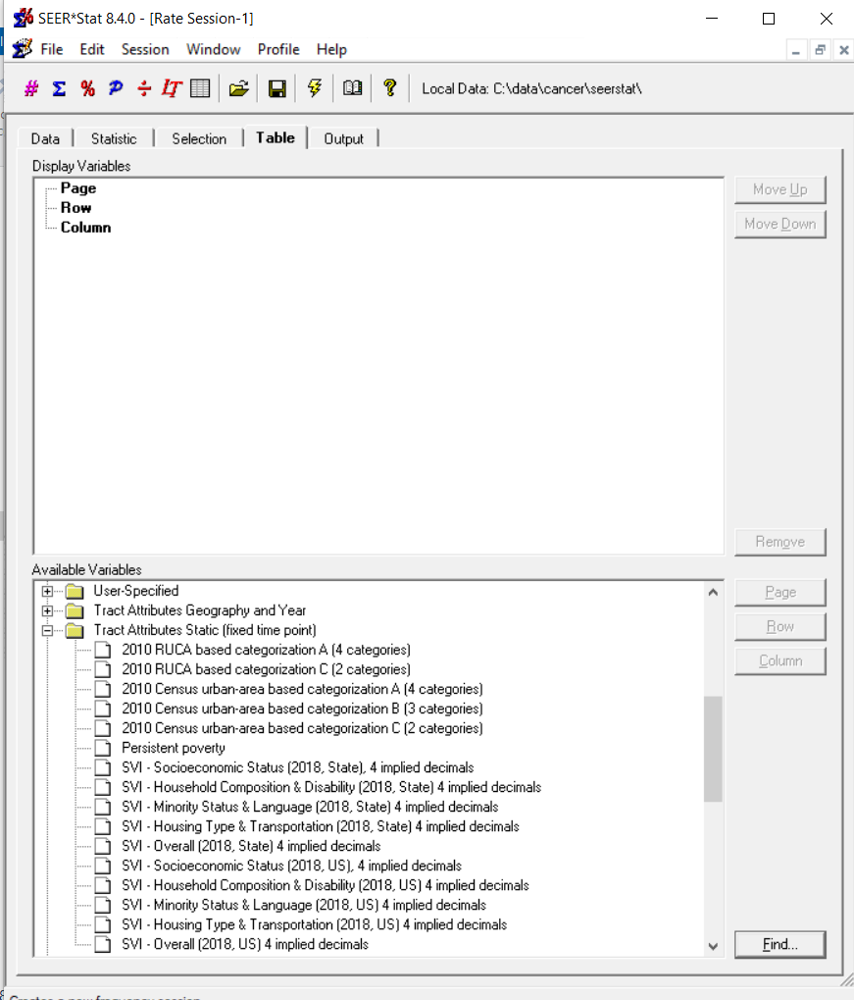 SEER*Stat 8.4.0 - [Rate Session-1]
File Edit Session Window Profile Help
# Σ % P ÷ LT Local Data: C:\data\cancer\seerstat\
Data Statistic Selection Table Output
Display Variables
Page
Row
Column
Move Up
Move Down
Remove
Available Variables
User-Specified
Tract Attributes Geography and Year
Tract Attributes Static (fixed time point)
2010 RUCA based categorization A (4 categories)
2010 RUCA based categorization C (2 categories)
2010 Census urban-area based categorization A (4 categories)
2010 Census urban-area based categorization B (3 categories)
2010 Census urban-area based categorization C (2 categories)
Persistent poverty
SVI - Socioeconomic Status (2018, State), 4 implied decimals
SVI - Household Composition & Disability (2018, State) 4 implied decimals
SVI - Minority Status & Language (2018, State) 4 implied decimals
SVI - Housing Type & Transportation (2018, State) 4 implied decimals
SVI - Overall (2018, State) 4 implied decimals
SVI - Socioeconomic Status (2018, US), 4 implied decimals
SVI - Household Composition & Disability (2018, US) 4 implied decimals
SVI - Minority Status & Language (2018, US) 4 implied decimals
SVI - Housing Type & Transportation (2018, US) 4 implied decimals
SVI - Overall (2018, US) 4 implied decimals
Page
Row
Column
Find...
Creates a new frequency session